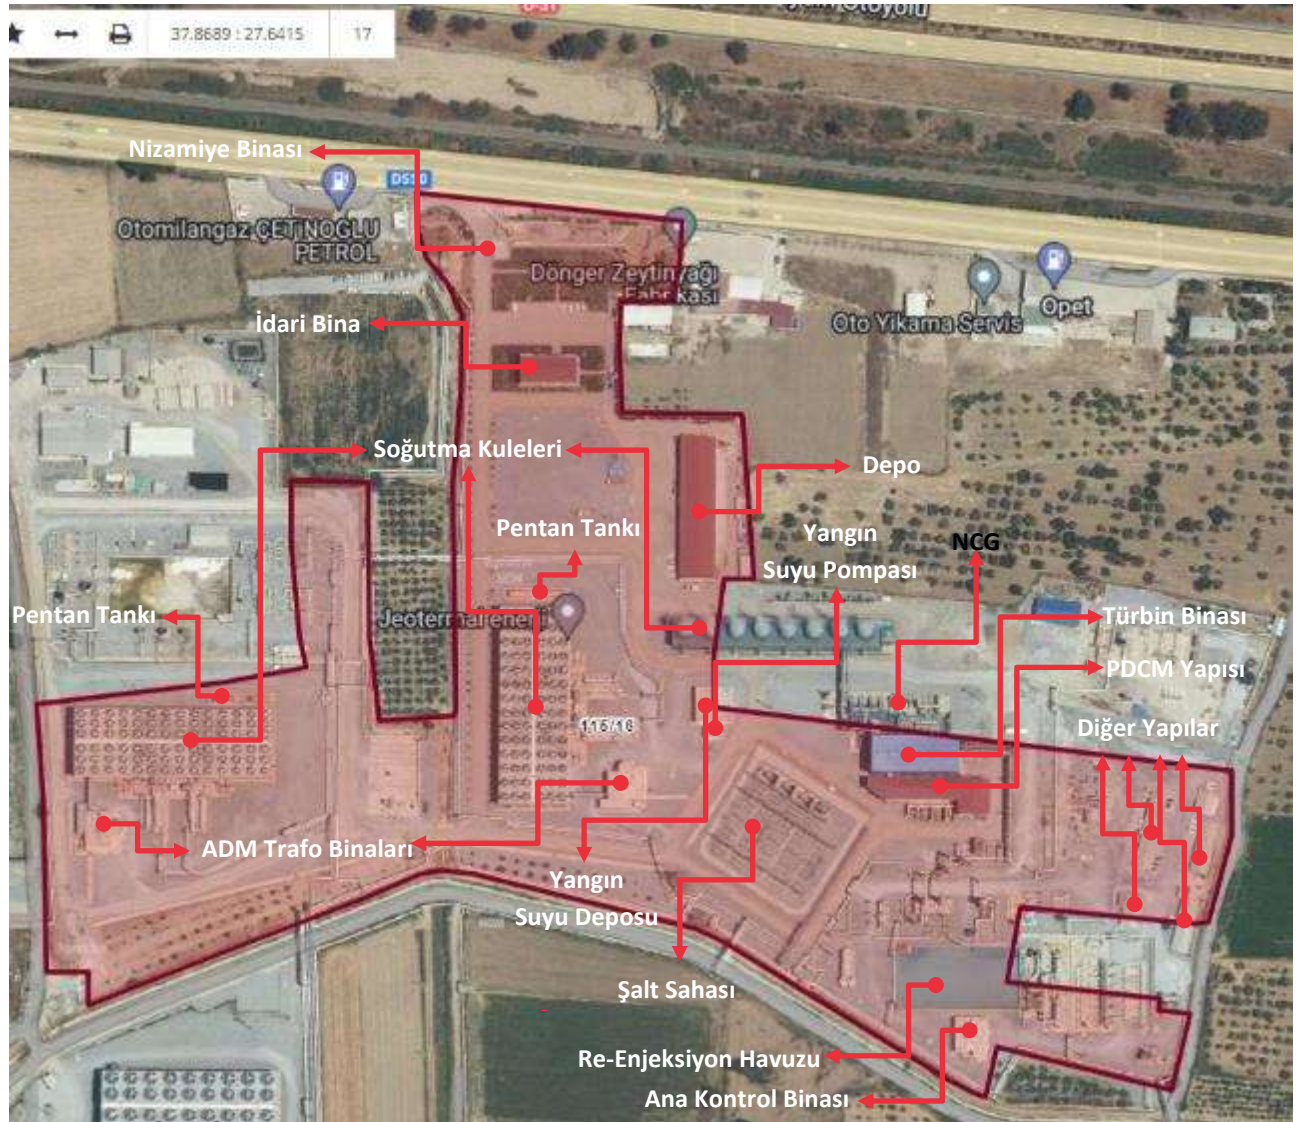 37.8689 : 27.6415 17
Otoyolu
Nizamiye Binası
D550
Otomilangaz ÇETİNOĞLU
PETROL
Dönger Zeytinyağı
Fabrikası
Opet
Oto Yıkama Servis
İdari Bina
Soğutma Kuleleri
Depo
Pentan Tankı
Yangın
Suyu Pompası
NCG
Pentan Tankı
Jeotermal enerji
Türbin Binası
PDCM Yapısı
Diğer Yapılar
ADM Trafo Binaları
Yangın
Suyu Deposu
Şalt Sahası
Re-Enjeksiyon Havuzu
Ana Kontrol Binası